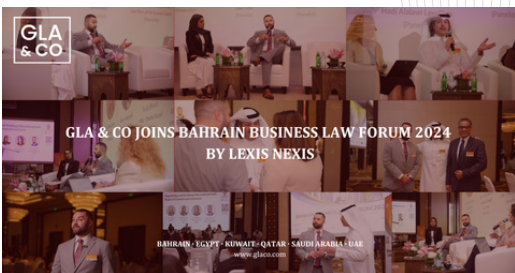 GLA
& CO
GLA & CO JOINS BAHRAIN BUSINESS LAW FORUM 2024
BY LEXIS NEXIS
BAHRAIN - EGYPT - KUWAIT - QATAR - SAUDI ARABIA - UAE
www.glaco.com